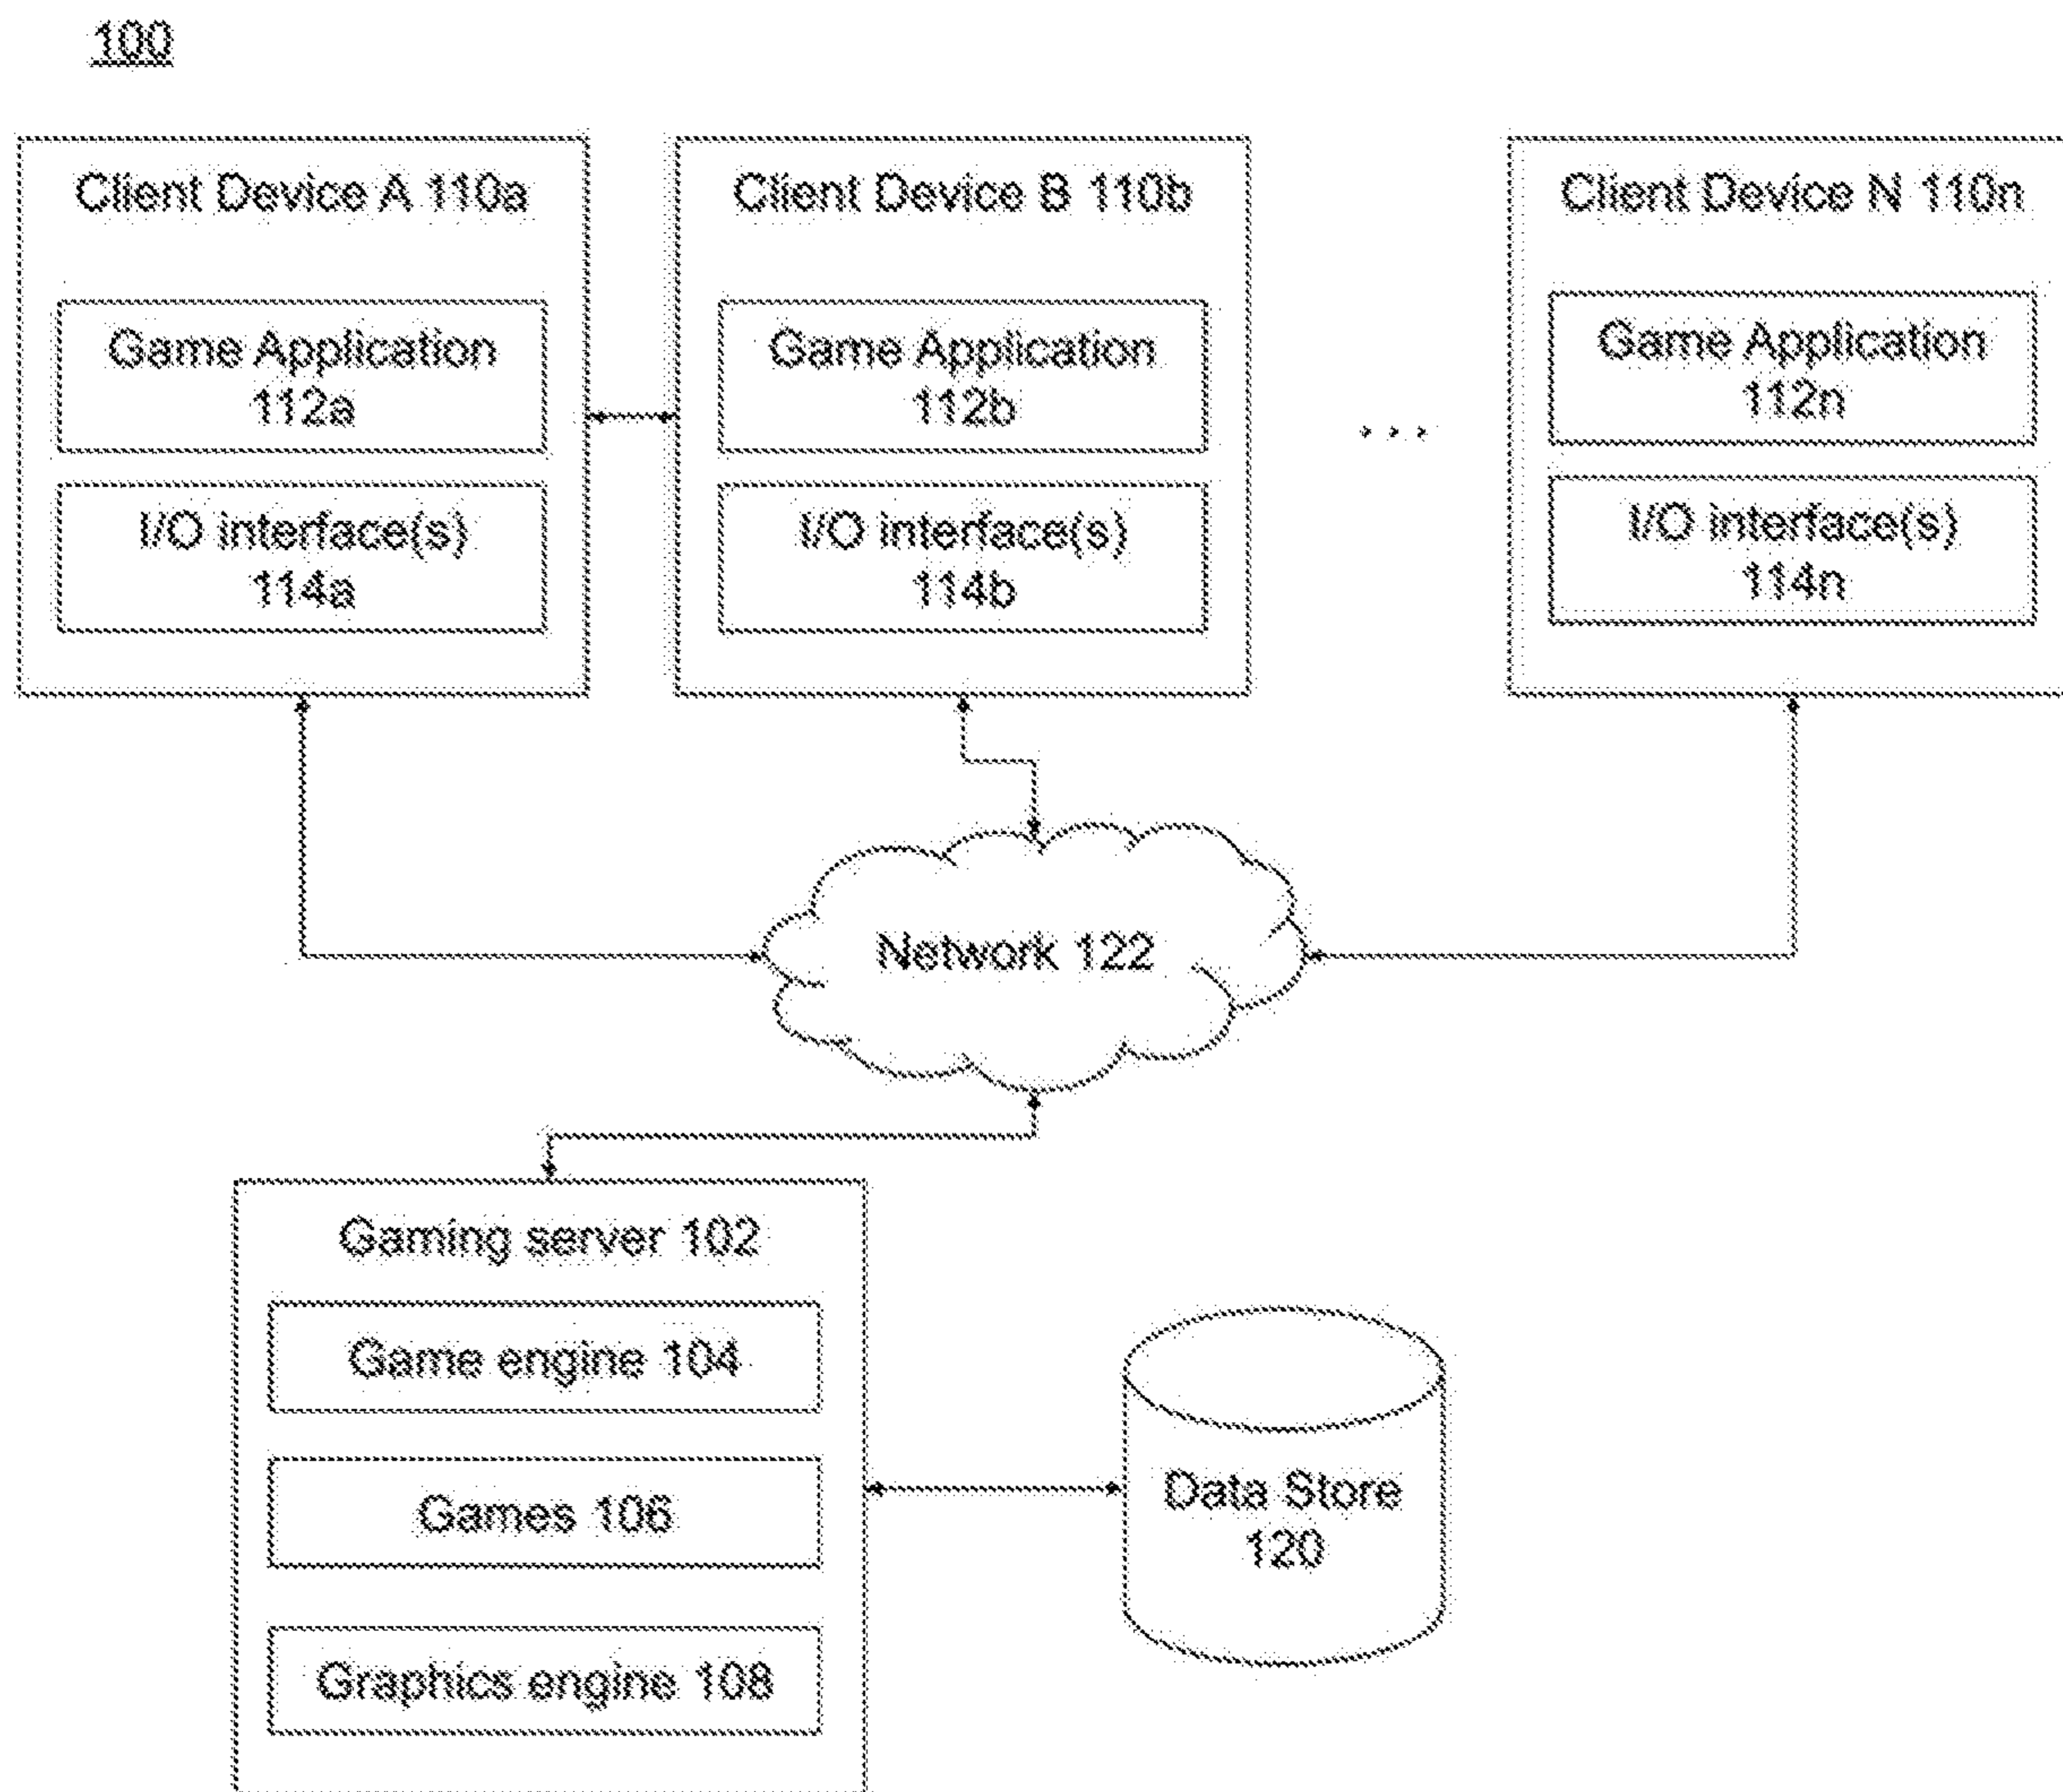 100
Client Device A 110a
Game Application
112a
I/O interface(s)
114a
Client Device B 110b
Game Application
112b
I/O interface(s)
114b
. . .
Client Device N 110n
Game Application
112n
I/O interface(s)
114n
Network 122
Gaming server 102
Game engine 104
Games 106
Graphics engine 108
Data Store
120